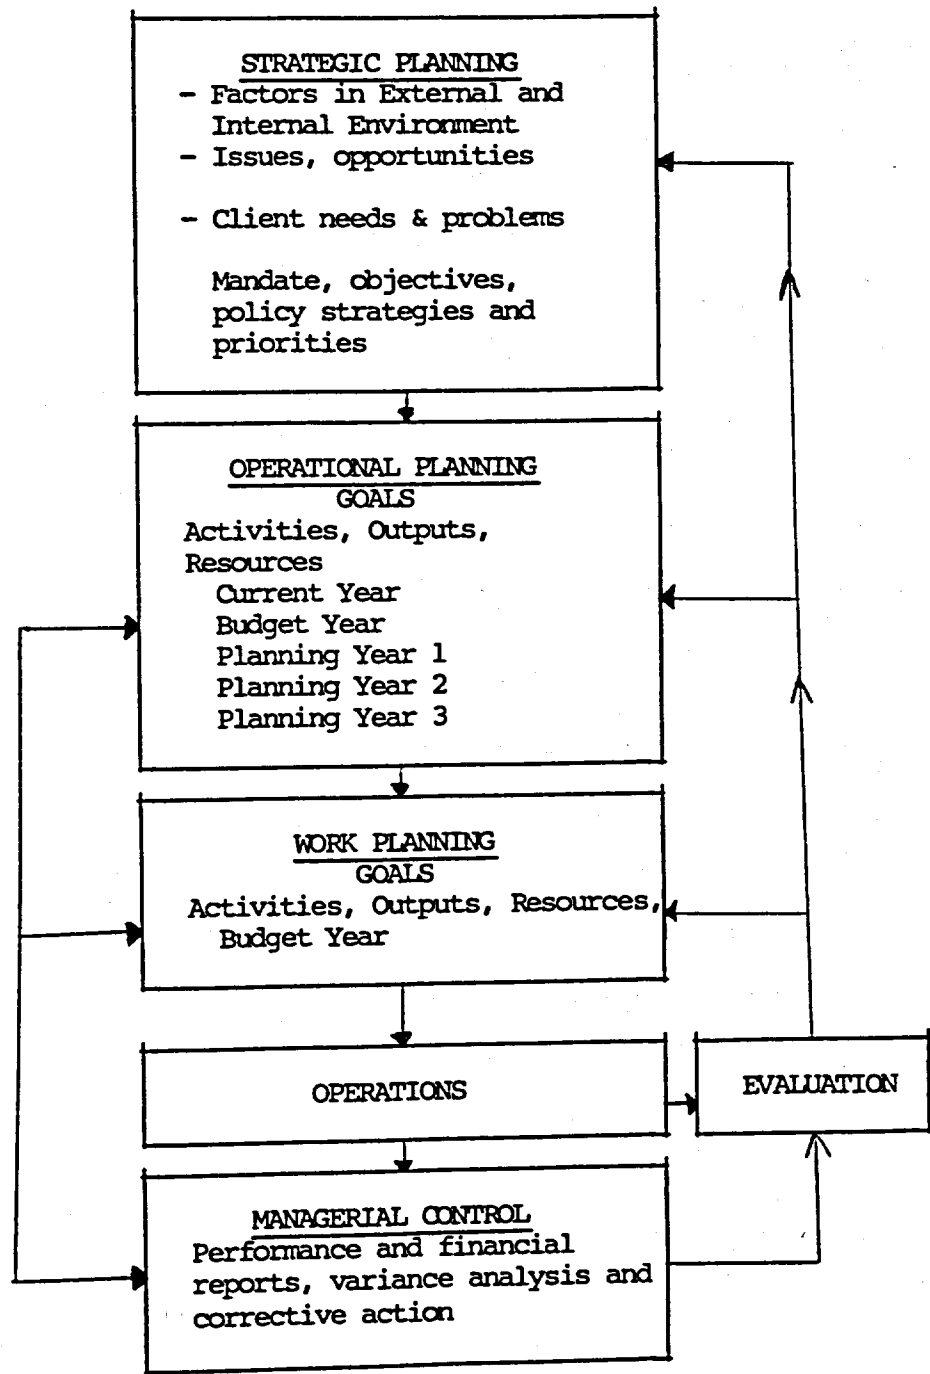 STRATEGIC PLANNING
- Factors in External and
Internal Environment
- Issues, opportunities
- Client needs & problems
Mandate, objectives,
policy strategies and
priorities
OPERATIONAL PLANNING
GOALS
Activities, Outputs,
Resources
Current Year
Budget Year
Planning Year 1
Planning Year 2
Planning Year 3
WORK PLANNING
GOALS
Activities, Outputs, Resources,
Budget Year
OPERATIONS
EVALUATION
MANAGERIAL CONTROL
Performance and financial
reports, variance analysis and
corrective action